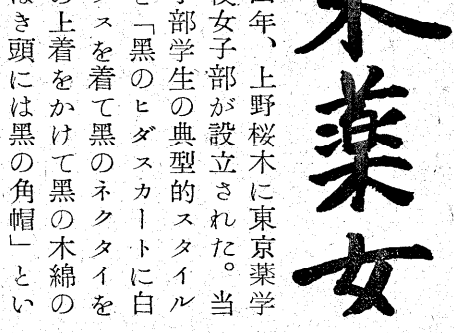 木薬女
年、上野桜木に東京薬学
女子部が設立された。当
部学生の典型的スタイル
「黒のヒダスカートに白
スを着て黒のネクタイを
の上着をかけて黒の木綿の
き頭には黒の角帽」とい